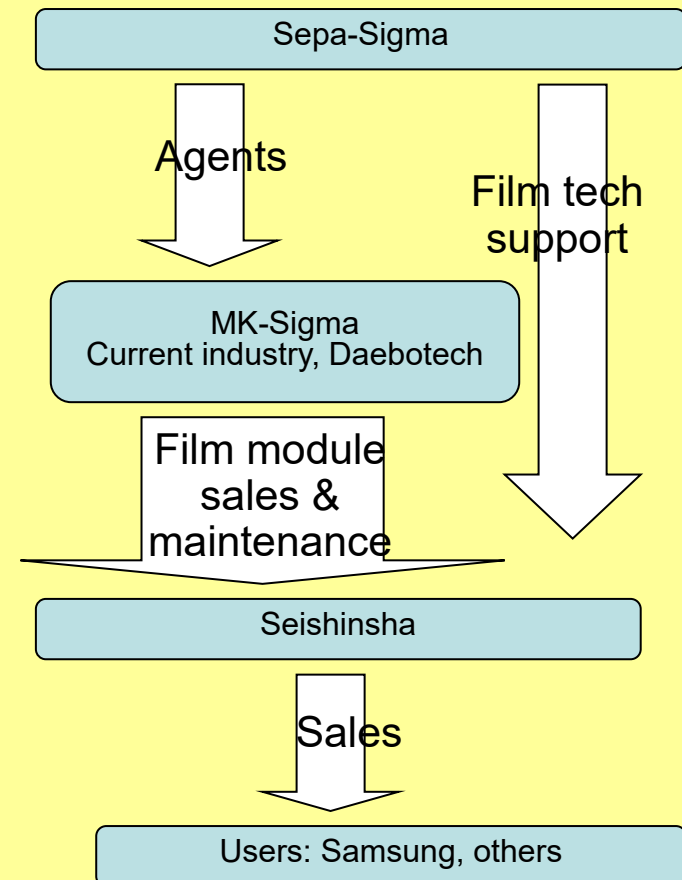 Sepa-Sigma
Agents
Film tech
support
MK-Sigma
Current industry, Daebotech
Film module
sales &
maintenance
Seishinsha
Sales
Users: Samsung, others